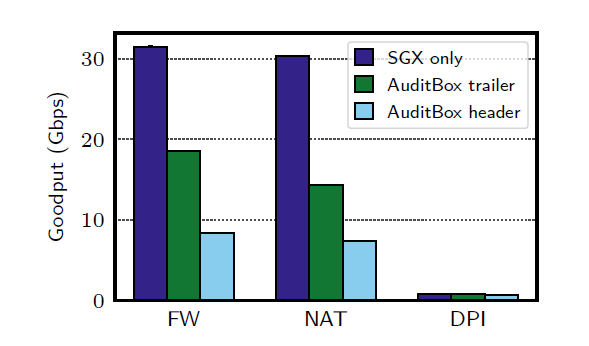 Goodput (Gbps)
30
20
10
0
SGX only
AuditBox trailer
AuditBox header
FW NAT DPI